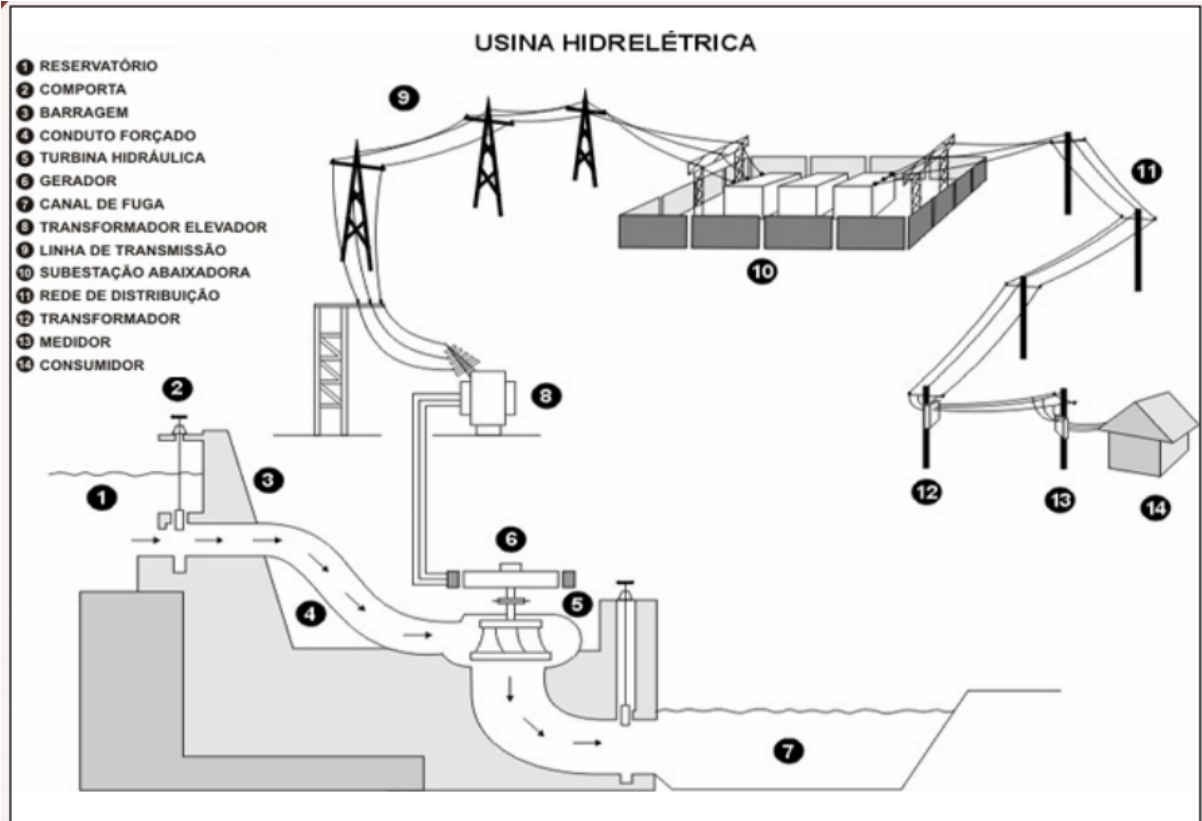 USINA HIDRELÉTRICA
1 RESERVATÓRIO
2 COMPORTA
3 BARRAGEM
4 CONDUTO FORÇADO
5 TURBINA HIDRÁULICA
6 GERADOR
7 CANAL DE FUGA
8 TRANSFORMADOR ELEVADOR
9 LINHA DE TRANSMISSÃO
10 SUBESTAÇÃO ABAIXADORA
11 REDE DE DISTRIBUIÇÃO
12 TRANSFORMADOR
13 MEDIDOR
14 CONSUMIDOR
9
11
10
2
8
3
1
12
13
14
6
5
4
7